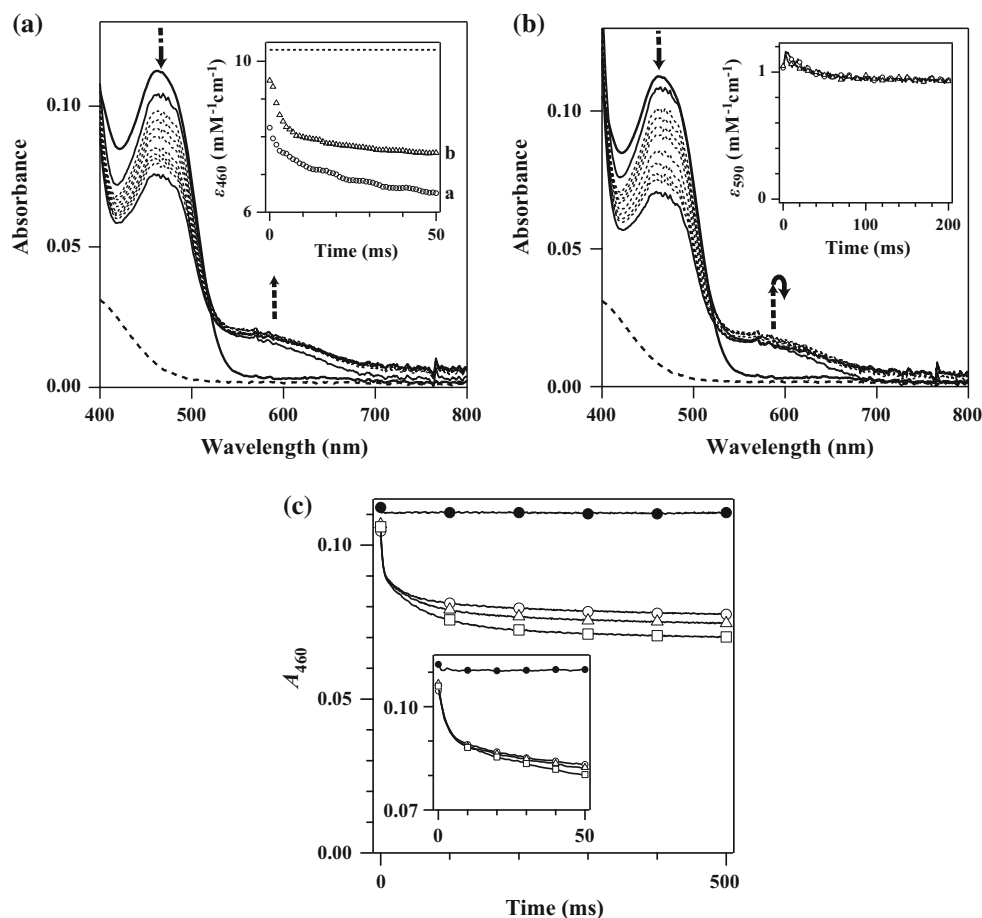 (a)
Absorbance
0.10
0.05
0.00
400 500 600 700 800
Wavelength (nm)
ε460 (mM−1cm−1)
10
6
b
a
0 50
Time (ms)
(b)
Absorbance
0.10
0.05
0.00
400 500 600 700 800
Wavelength (nm)
ε590 (mM−1cm−1)
1
0
0 100 200
Time (ms)
(c)
A460
0.10
0.05
0.00
0 500
Time (ms)
0.10
0.07
0 50